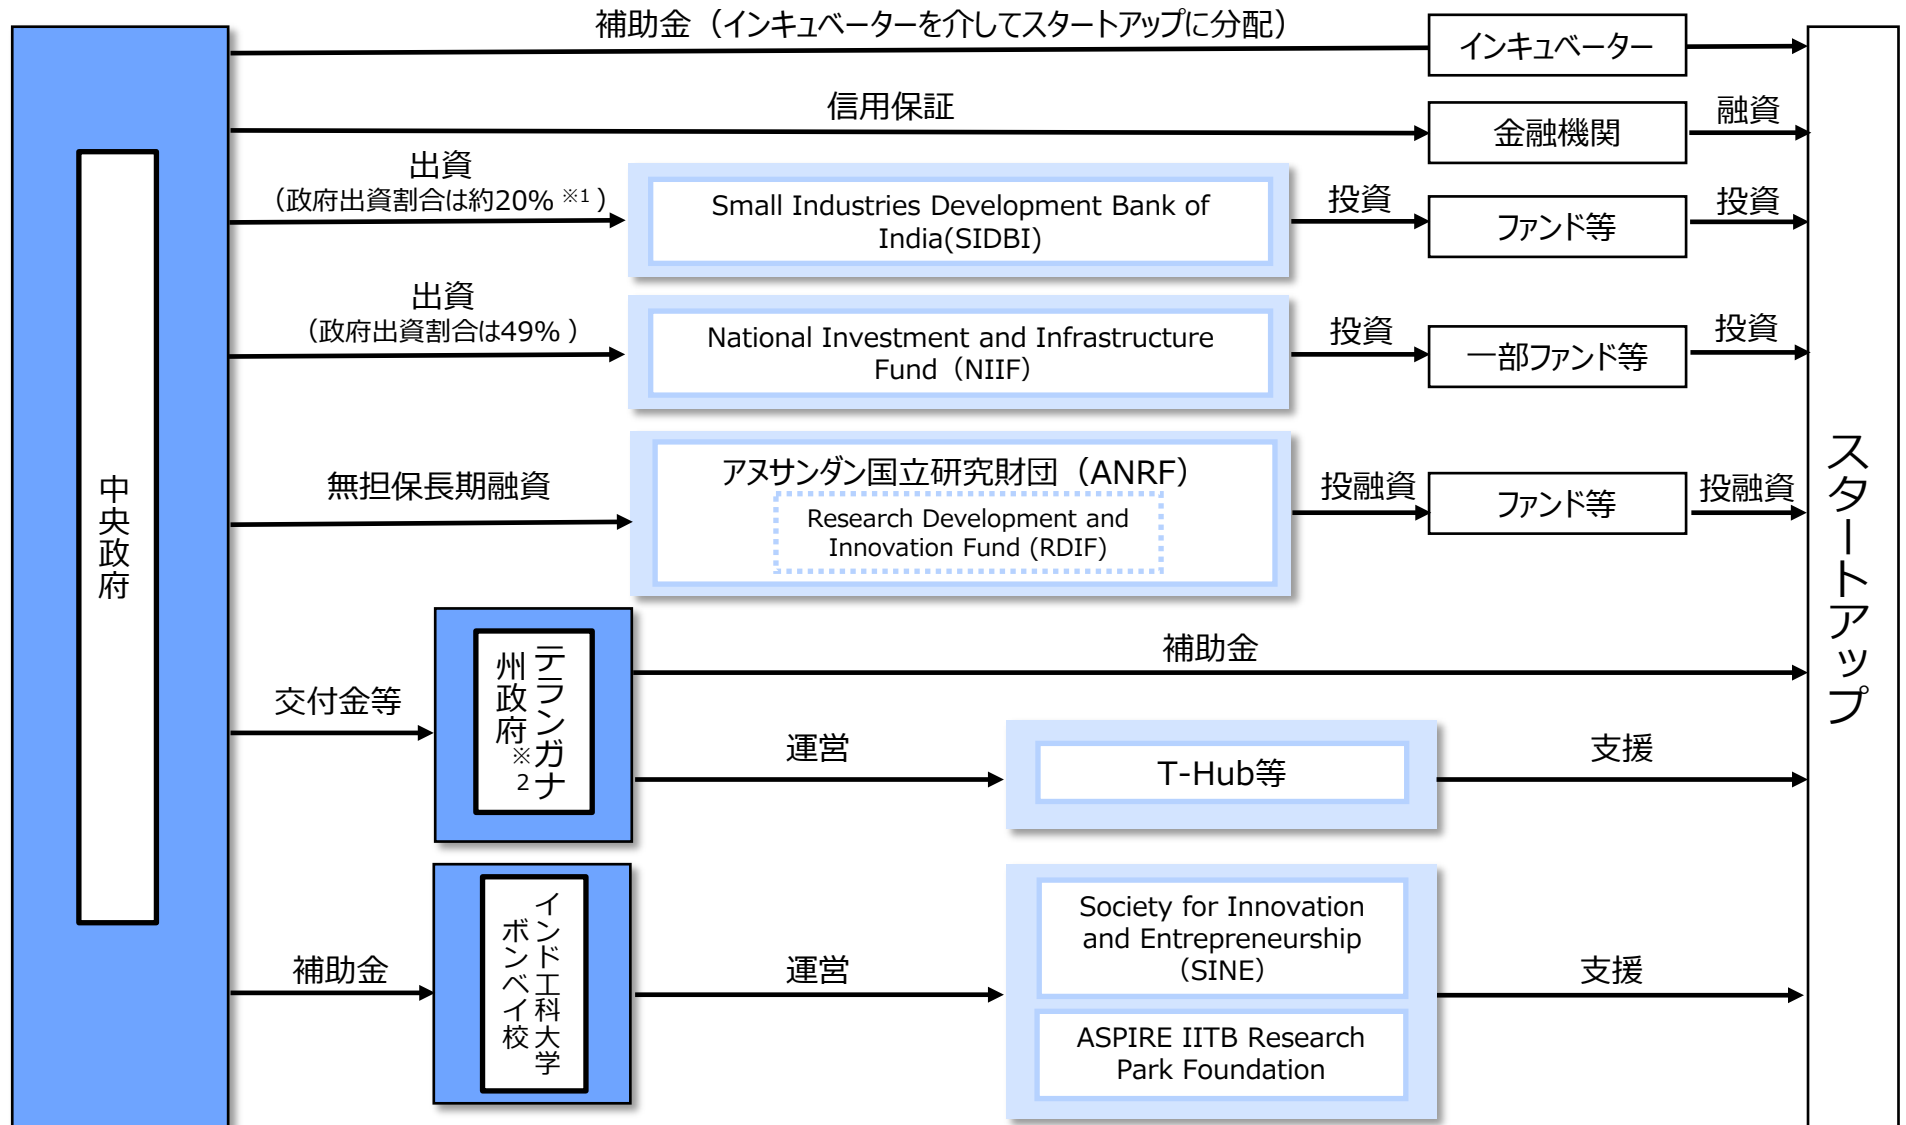 補助金（インキュベーターを介してスタートアップに分配）
インキュベーター
信用保証
金融機関
融資
出資
（政府出資割合は約20% ※1 ）
Small Industries Development Bank of
India(SIDBI)
投資
ファンド等
投資
出資
（政府出資割合は49% ）
National Investment and Infrastructure
Fund（NIIF）
投資
一部ファンド等
投資
中央政府
無担保長期融資
アヌサンダン国立研究財団（ANRF）
Research Development and
Innovation Fund (RDIF)
投融資
ファンド等
投融資
スタートアップ
交付金等
テランガナ
州政府※2
補助金
運営
T-Hub等
支援
補助金
インド工科大学
ボンベイ校
運営
Society for Innovation
and Entrepreneurship
（SINE）
ASPIRE IITB Research
Park Foundation
支援